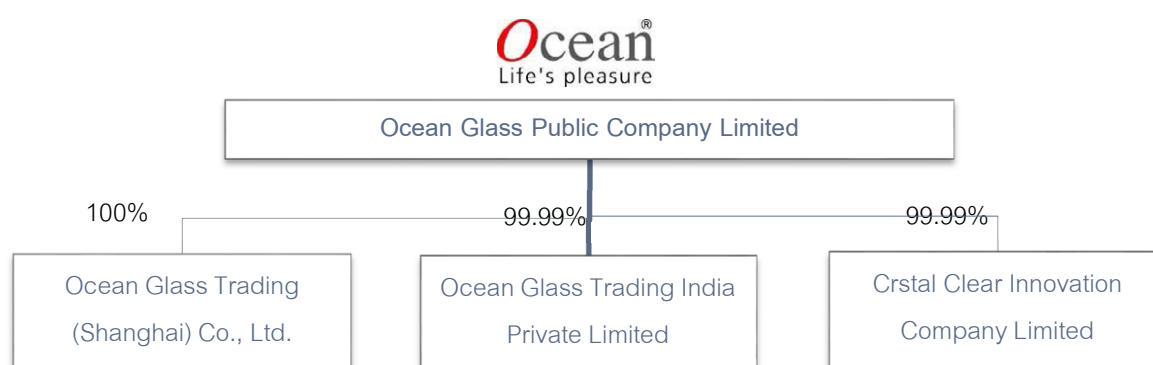 Ocean®
Life's pleasure
Ocean Glass Public Company Limited
100%
99.99%
99.99%
Ocean Glass Trading
(Shanghai) Co., Ltd.
Ocean Glass Trading India
Private Limited
Crstal Clear Innovation
Company Limited